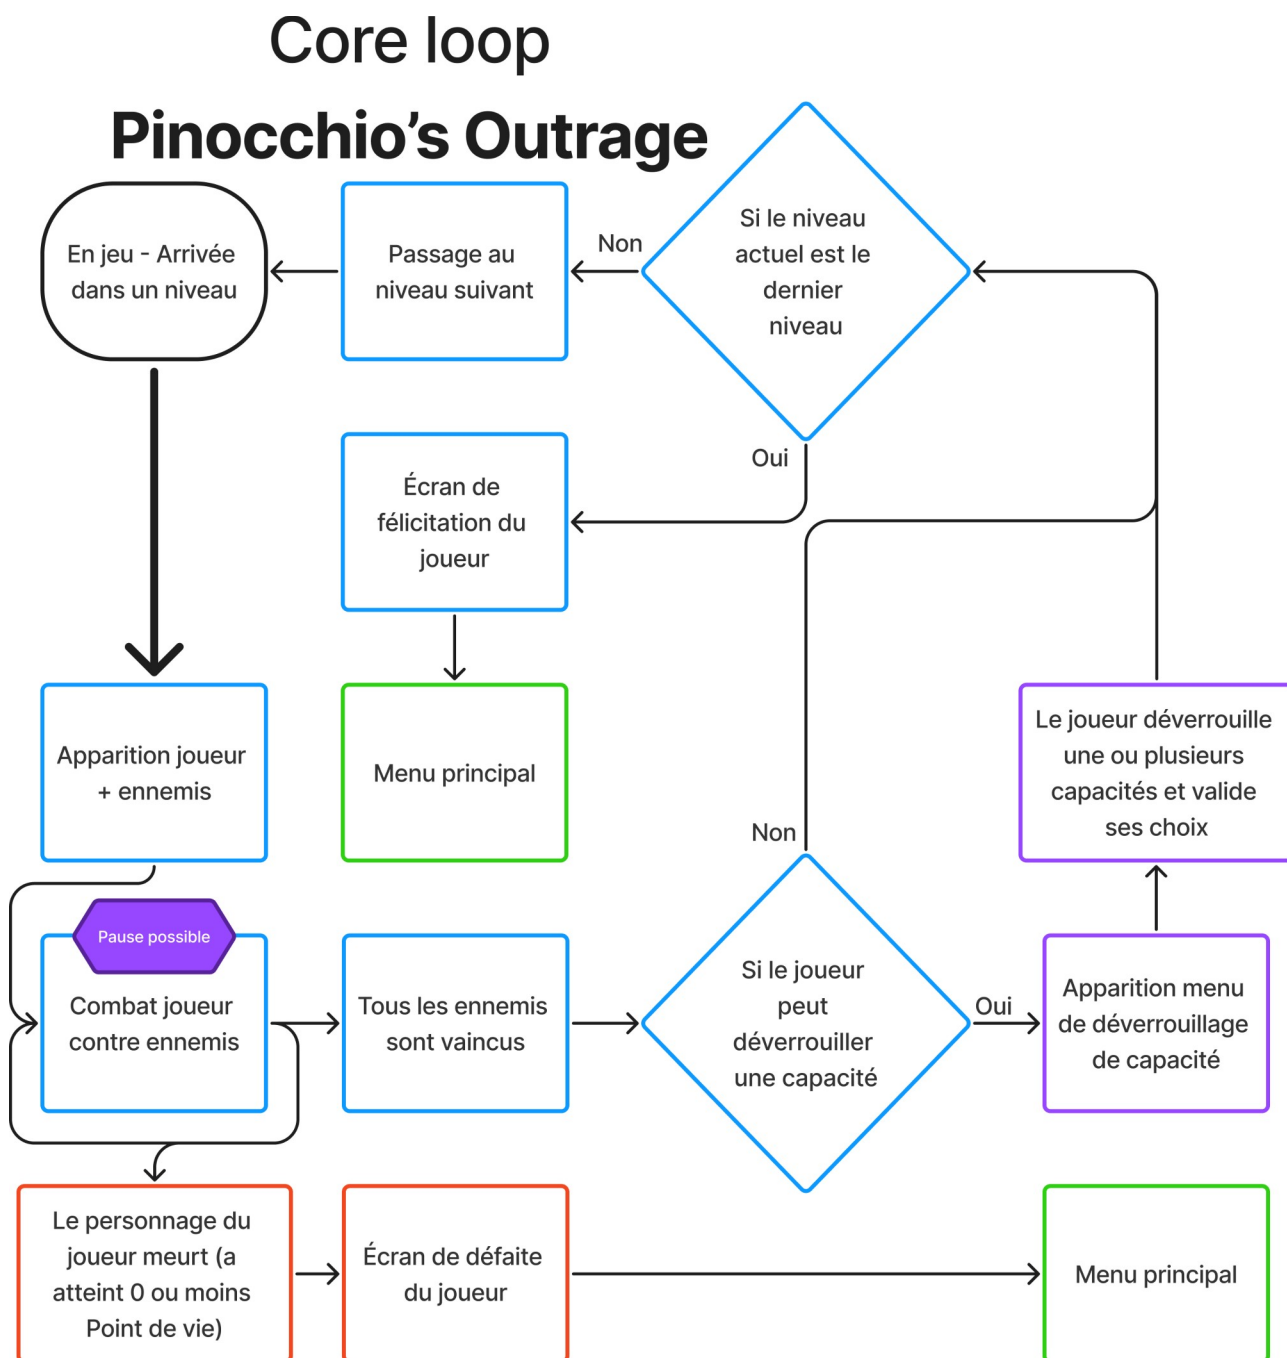 Core loop
Pinocchio’s Outrage
En jeu - Arrivée
dans un niveau
Passage au
niveau suivant
Non
Si le niveau
actuel est le
dernier
niveau
Oui
Écran de
félicitation du
joueur
Apparition joueur
+ ennemis
Menu principal
Le joueur déverrouille
une ou plusieurs
capacités et valide
ses choix
Non
Pause possible
Combat joueur
contre ennemis
Tous les ennemis
sont vaincus
Si le joueur
peut
déverrouiller
une capacité
Oui
Apparition menu
de déverrouillage
de capacité
Le personnage du
joueur meurt (a
atteint 0 ou moins
Point de vie)
Écran de défaite
du joueur
Menu principal